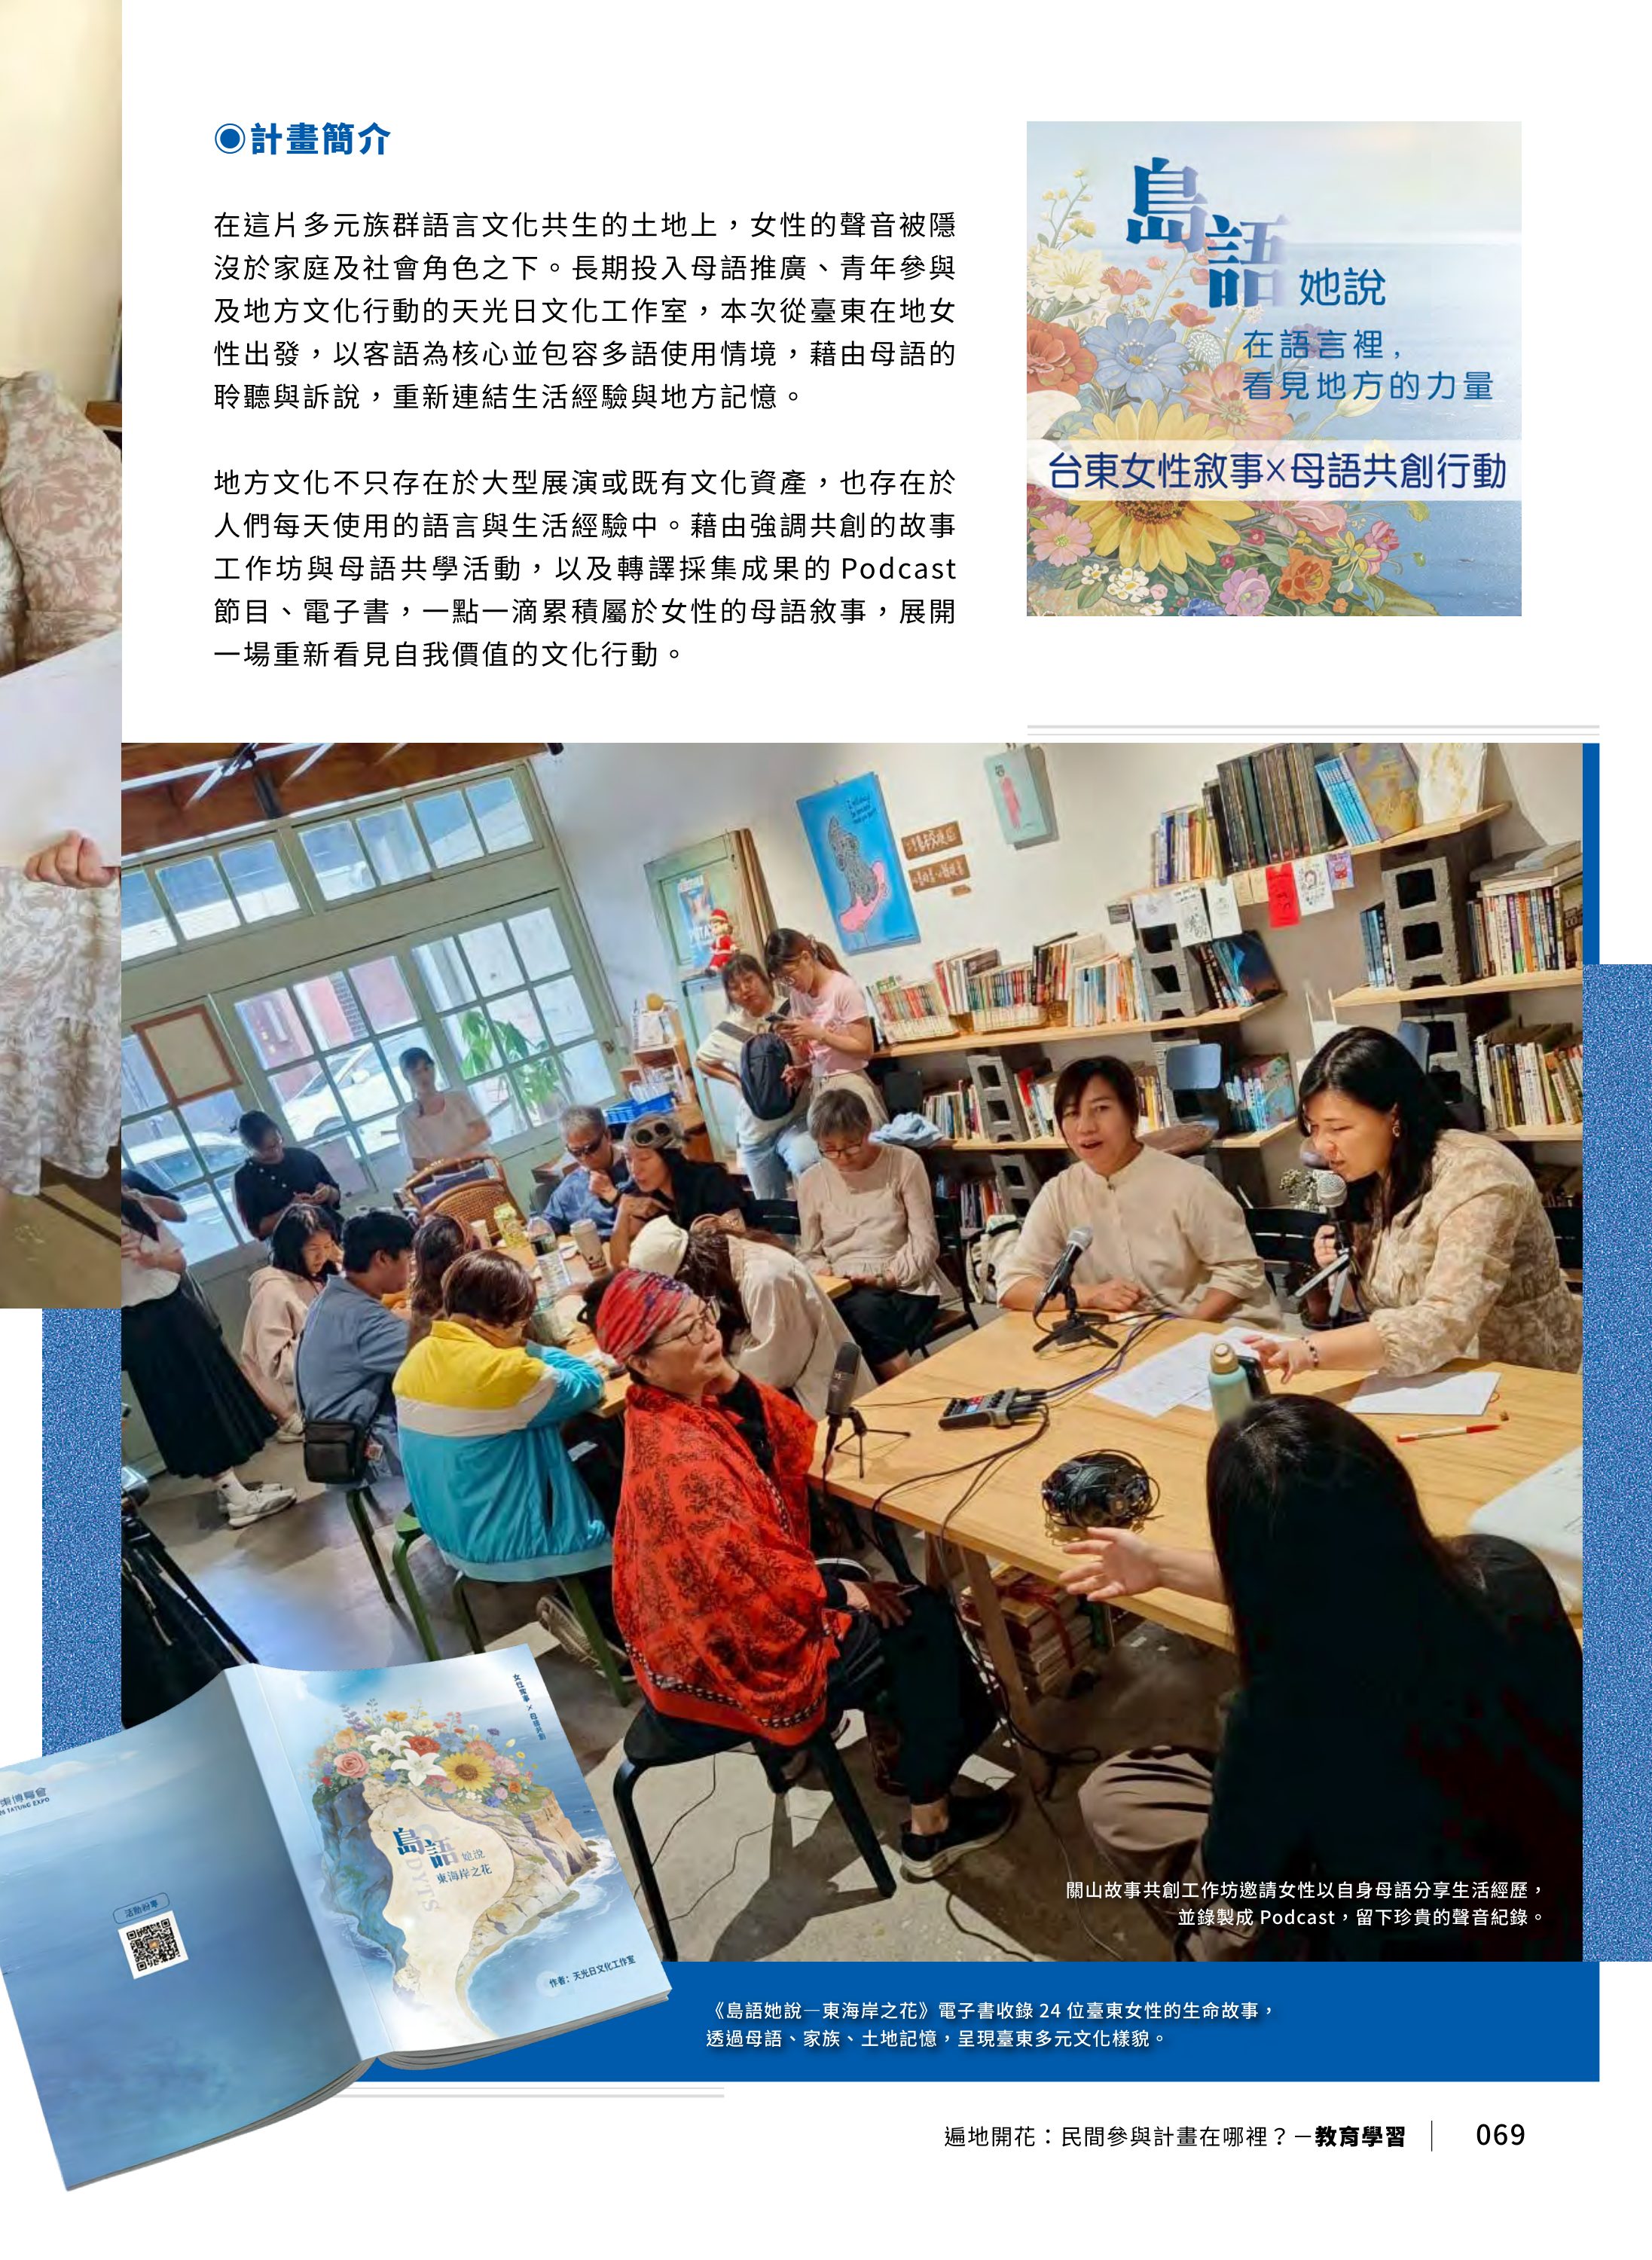 ◉計畫簡介
在這片多元族群語言文化共生的土地上，女性的聲音被隱
沒於家庭及社會角色之下。長期投入母語推廣、青年參與
及地方文化行動的天光日文化工作室，本次從臺東在地女
性出發，以客語為核心並包容多語使用情境，藉由母語的
聆聽與訴說，重新連結生活經驗與地方記憶。
地方文化不只存在於大型展演或既有文化資產，也存在於
人們每天使用的語言與生活經驗中。藉由強調共創的故事
工作坊與母語共學活動，以及轉譯採集成果的 Podcast
節目、電子書，一點一滴累積屬於女性的母語敘事，展開
一場重新看見自我價值的文化行動。
島語 她說
在語言裡，
看見地方的力量
台東女性敘事×母語共創行動
女性敘事 × 母語共創
島語 她說
東海岸之花
作者：天光日文化工作室
東博覽會
TAITUNG EXPO
活動粉專
關山故事共創工作坊邀請女性以自身母語分享生活經歷，
並錄製成 Podcast，留下珍貴的聲音紀錄。
《島語她說—東海岸之花》電子書收錄 24 位臺東女性的生命故事，
透過母語、家族、土地記憶，呈現臺東多元文化樣貌。
遍地開花：民間參與計畫在哪裡？－教育學習
069